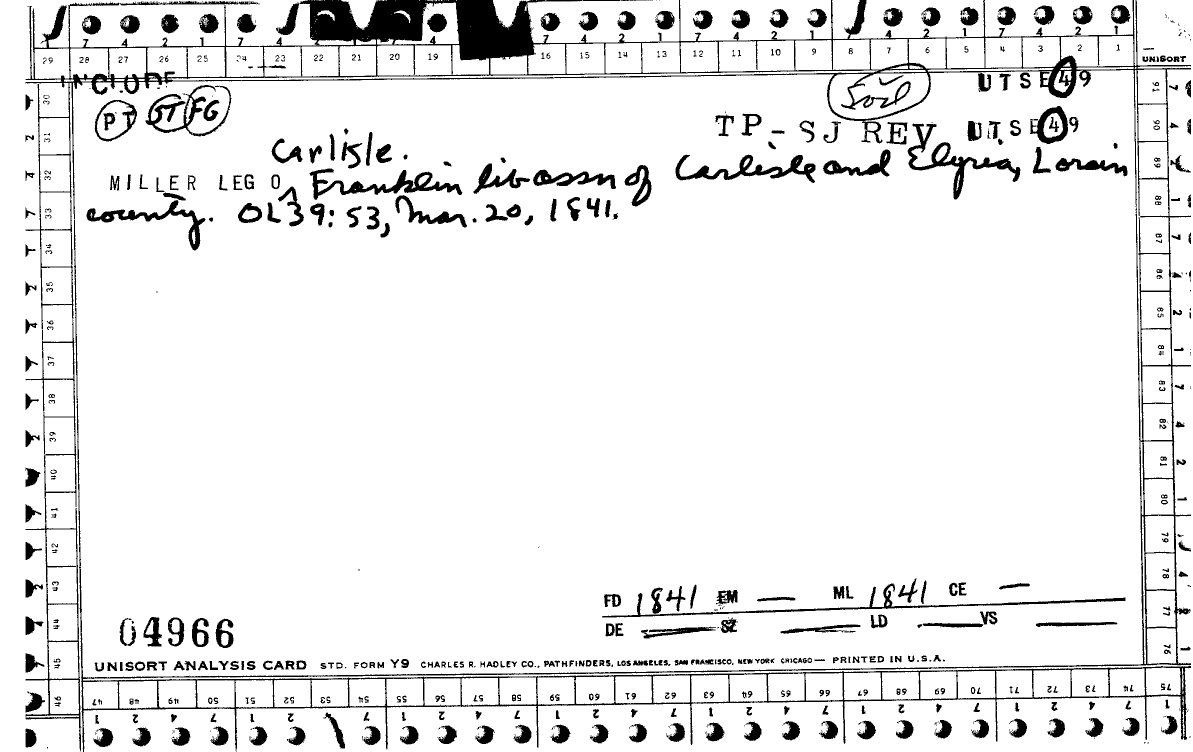 1 7 4 2 1 7 4 2 4 7 4 2 1 7 4 2 1 7 4 2 1 7 4 2 1
29 28 27 26 25 24 23 22 21 20 19 18 16 15 14 13 12 11 10 9 8 7 6 5 4 3 2 1 UNISORT
INCLUDE
PT ST FG
Soil UTSE49
TP-SJ REV UTSE49
Carlisle.
MILLER LEG O ^ Franklin lib assn of Carlisle and Elyria, Lorain
county. OL39: 53, Mar. 20, 1841.
30 31 32 33 34 35 36 37 38 39 40 41 42 43 44 45 46
91 90 89 88 87 86 85 84 83 82 81 80 79 78 77 76
FD 1841 EM — ML 1841 CE —
DE — SZ — LD — VS —
04966
UNISORT ANALYSIS CARD STD. FORM Y9 CHARLES R. HADLEY CO., PATHFINDERS, LOS ANGELES, SAN FRANCISCO, NEW YORK CHICAGO — PRINTED IN U.S.A.
47 48 49 50 51 52 53 54 55 56 57 58 59 60 61 62 63 64 65 66 67 68 69 70 71 72 73 74 75
1 2 4 7 1 2 7 1 2 4 7 1 2 4 7 1 2 4 7 1 2 4 7 1 2 4 7 1